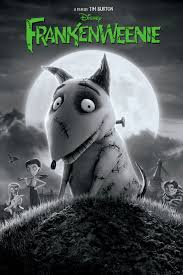 A FILM BY TIM BURTON
Disney
FRANKENWEENIE